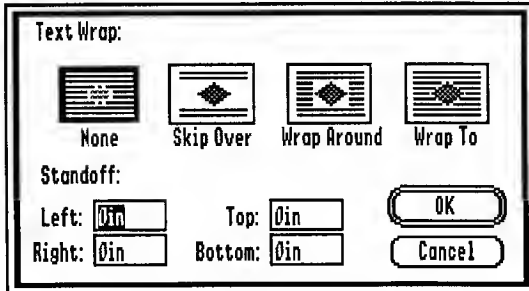 Text Wrap:
None Skip Over Wrap Around Wrap To
Standoff:
Left: 0in Top: 0in OK
Right: 0in Bottom: 0in Cancel